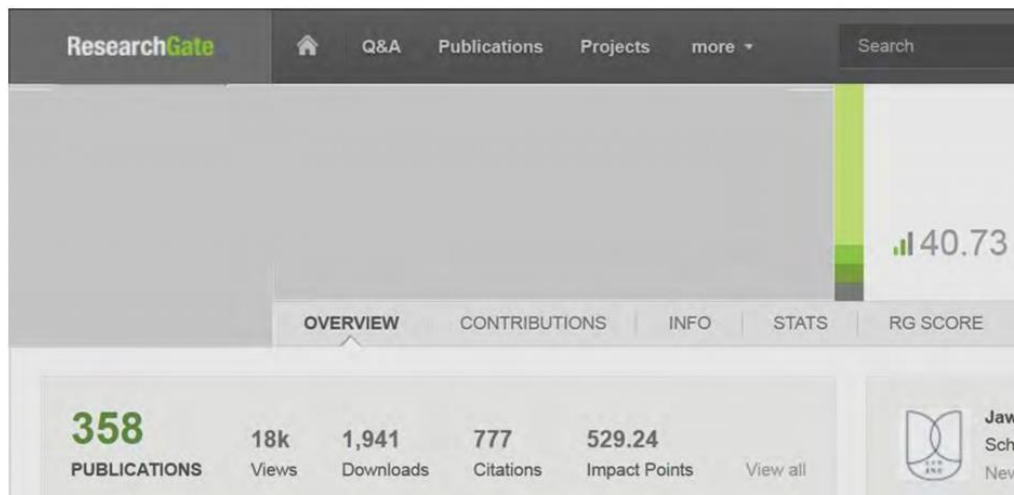 ResearchGate Q&A Publications Projects more Search
40.73
OVERVIEW CONTRIBUTIONS INFO STATS RG SCORE
358 18k 1,941 777 529.24
PUBLICATIONS Views Downloads Citations Impact Points View all
Jaw
Sch
New